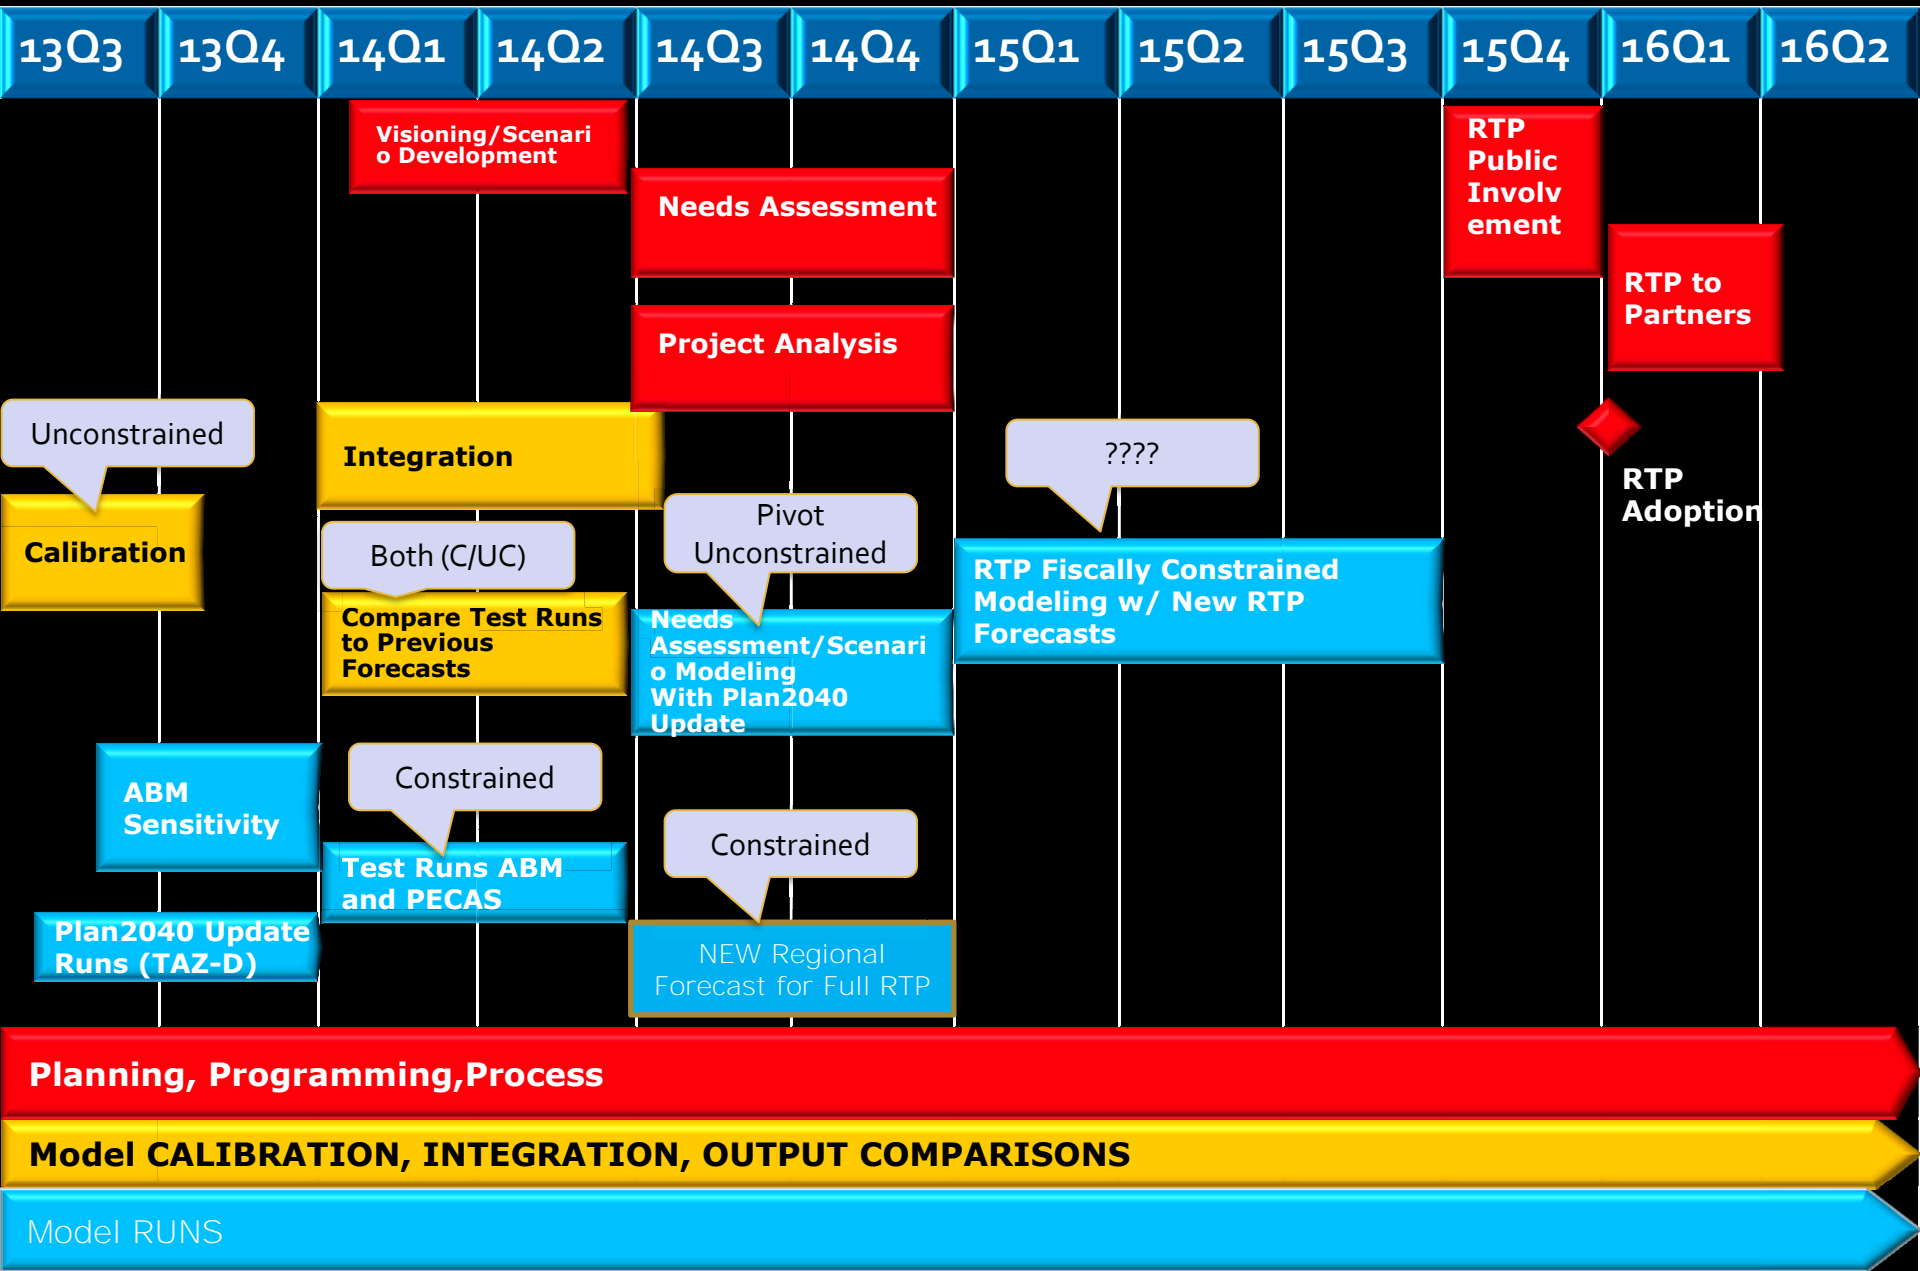 13Q3 13Q4 14Q1 14Q2 14Q3 14Q4 15Q1 15Q2 15Q3 15Q4 16Q1 16Q2
Visioning/Scenari
o Development
Needs Assessment
Project Analysis
RTP
Public
Involv
ement
RTP to
Partners
RTP
Adoption
Unconstrained
Calibration
Integration
Both (C/UC)
Compare Test Runs
to Previous
Forecasts
Pivot
Unconstrained
Needs
Assessment/Scenari
o Modeling
With Plan2040
Update
????
RTP Fiscally Constrained
Modeling w/ New RTP
Forecasts
ABM
Sensitivity
Constrained
Test Runs ABM
and PECAS
Constrained
Plan2040 Update
Runs (TAZ-D)
NEW Regional
Forecast for Full RTP
Planning, Programming,Process
Model CALIBRATION, INTEGRATION, OUTPUT COMPARISONS
Model RUNS